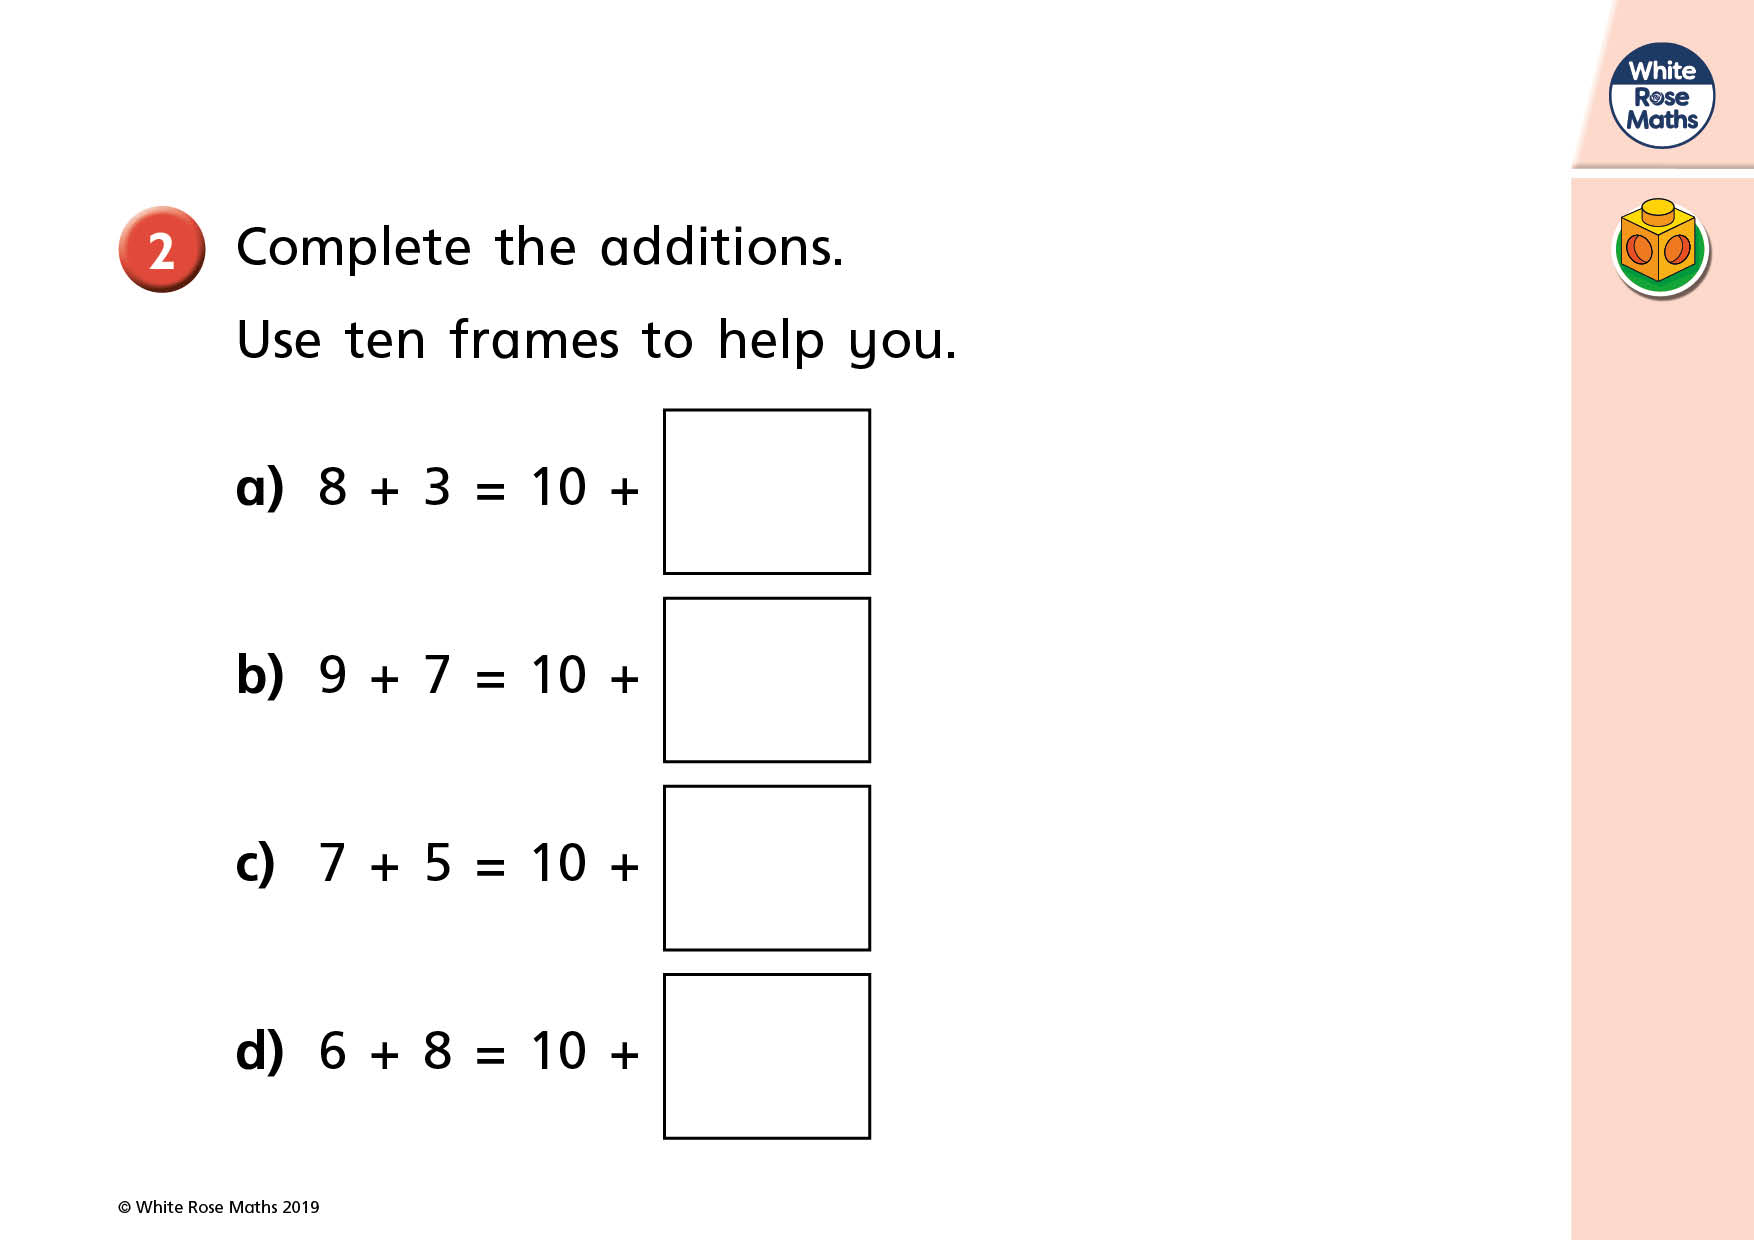 White
Rose
Maths
2 Complete the additions.
Use ten frames to help you.
a) 8 + 3 = 10 +
b) 9 + 7 = 10 +
c) 7 + 5 = 10 +
d) 6 + 8 = 10 +
© White Rose Maths 2019